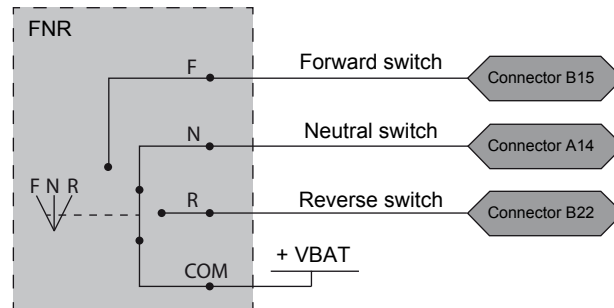 FNR
F
Forward switch
Connector B15
N
Neutral switch
Connector A14
F N R
R
Reverse switch
Connector B22
COM
+ VBAT